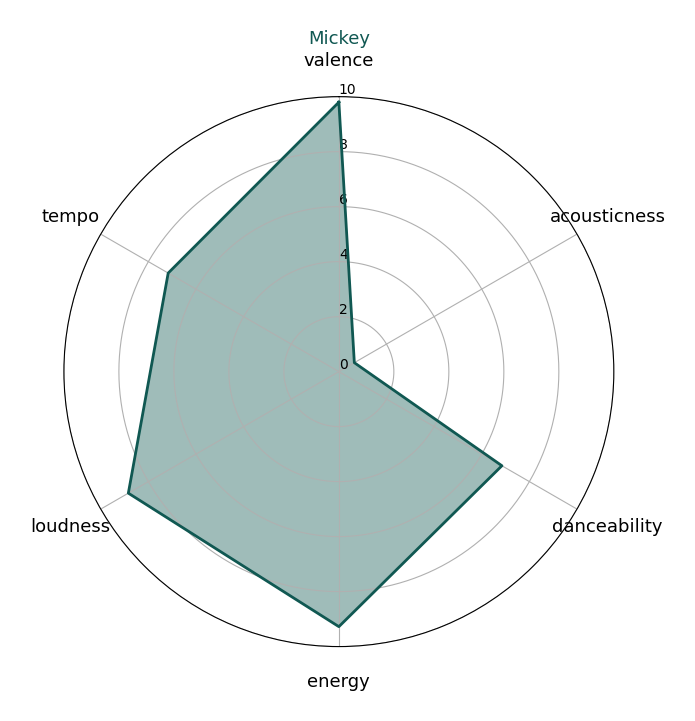 Mickey
valence
10
8
6
4
2
0
tempo
acousticness
loudness
danceability
energy